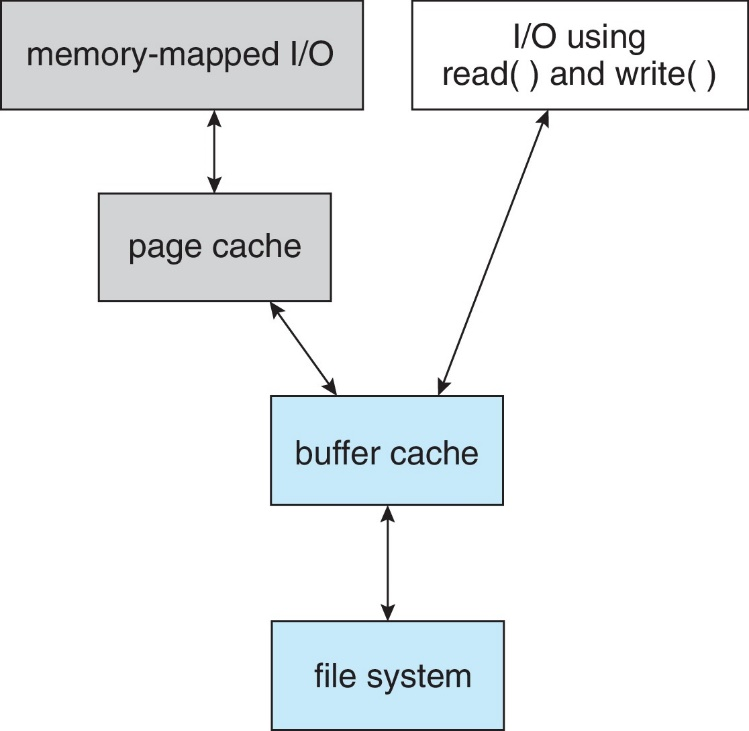 memory-mapped I/O
I/O using
read( ) and write( )
page cache
buffer cache
file system